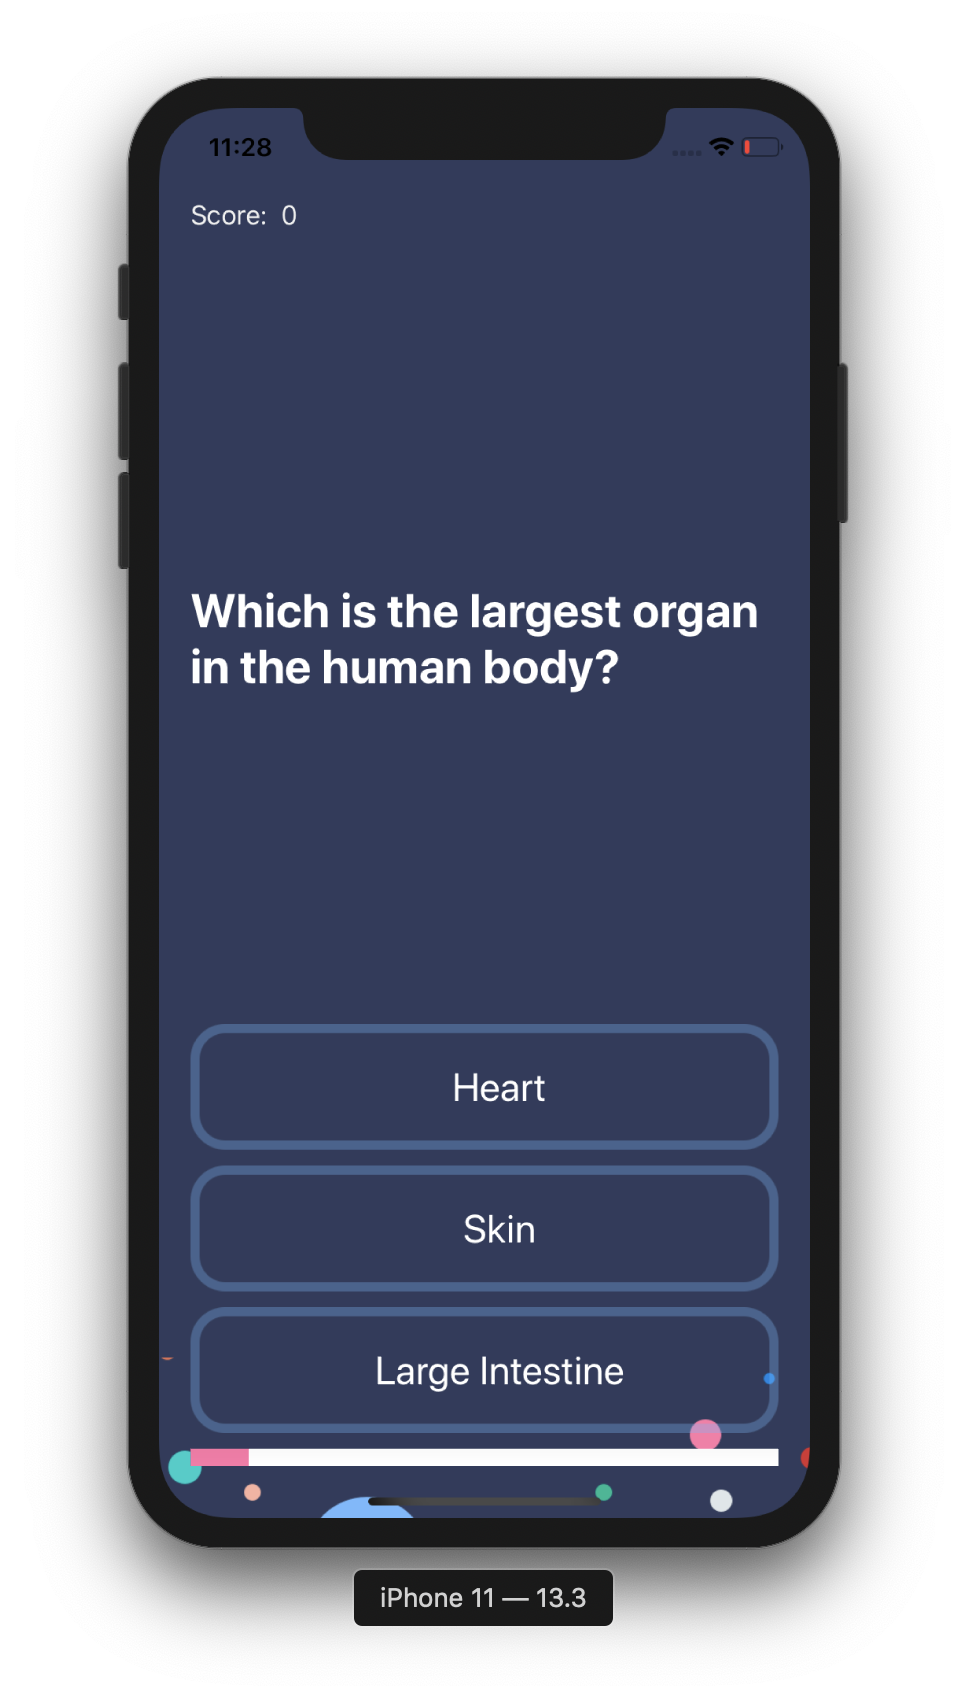 11:28
Score: 0
Which is the largest organ
in the human body?
Heart
Skin
Large Intestine
iPhone 11 — 13.3